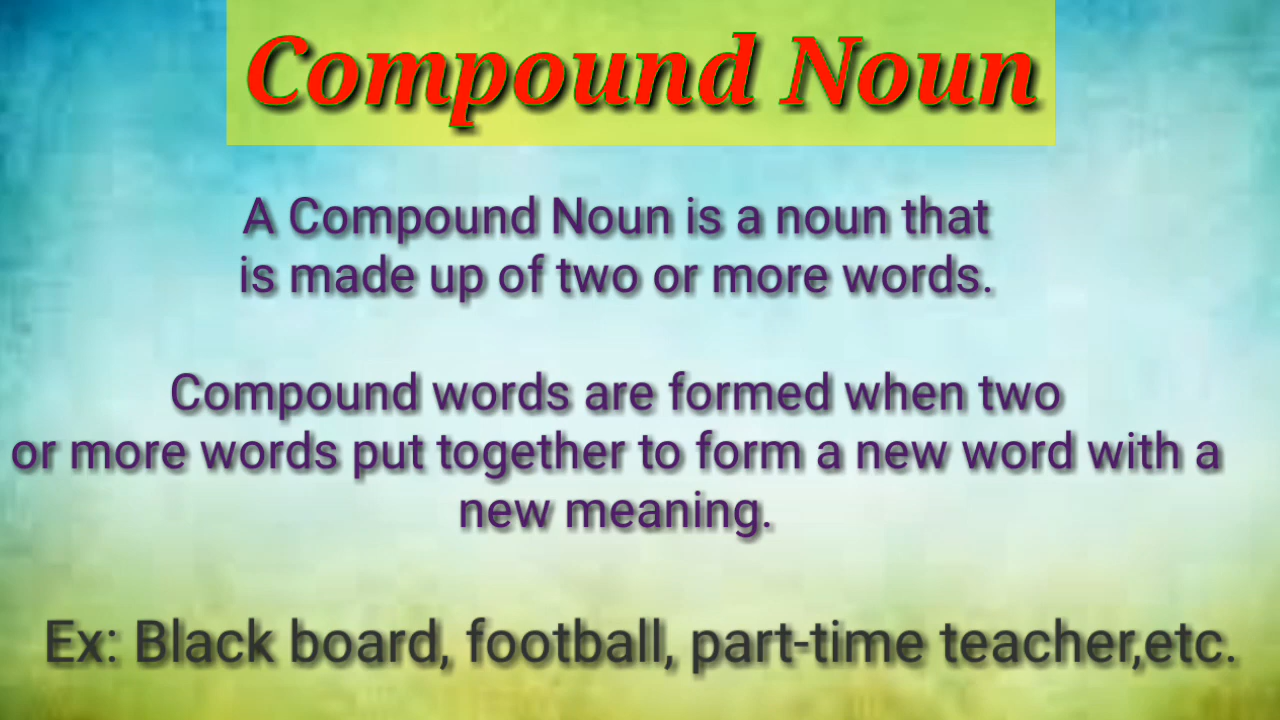 Compound Noun
A Compound Noun is a noun that
is made up of two or more words.
Compound words are formed when two
or more words put together to form a new word with a
new meaning.
Ex: Black board, football, part-time teacher,etc.